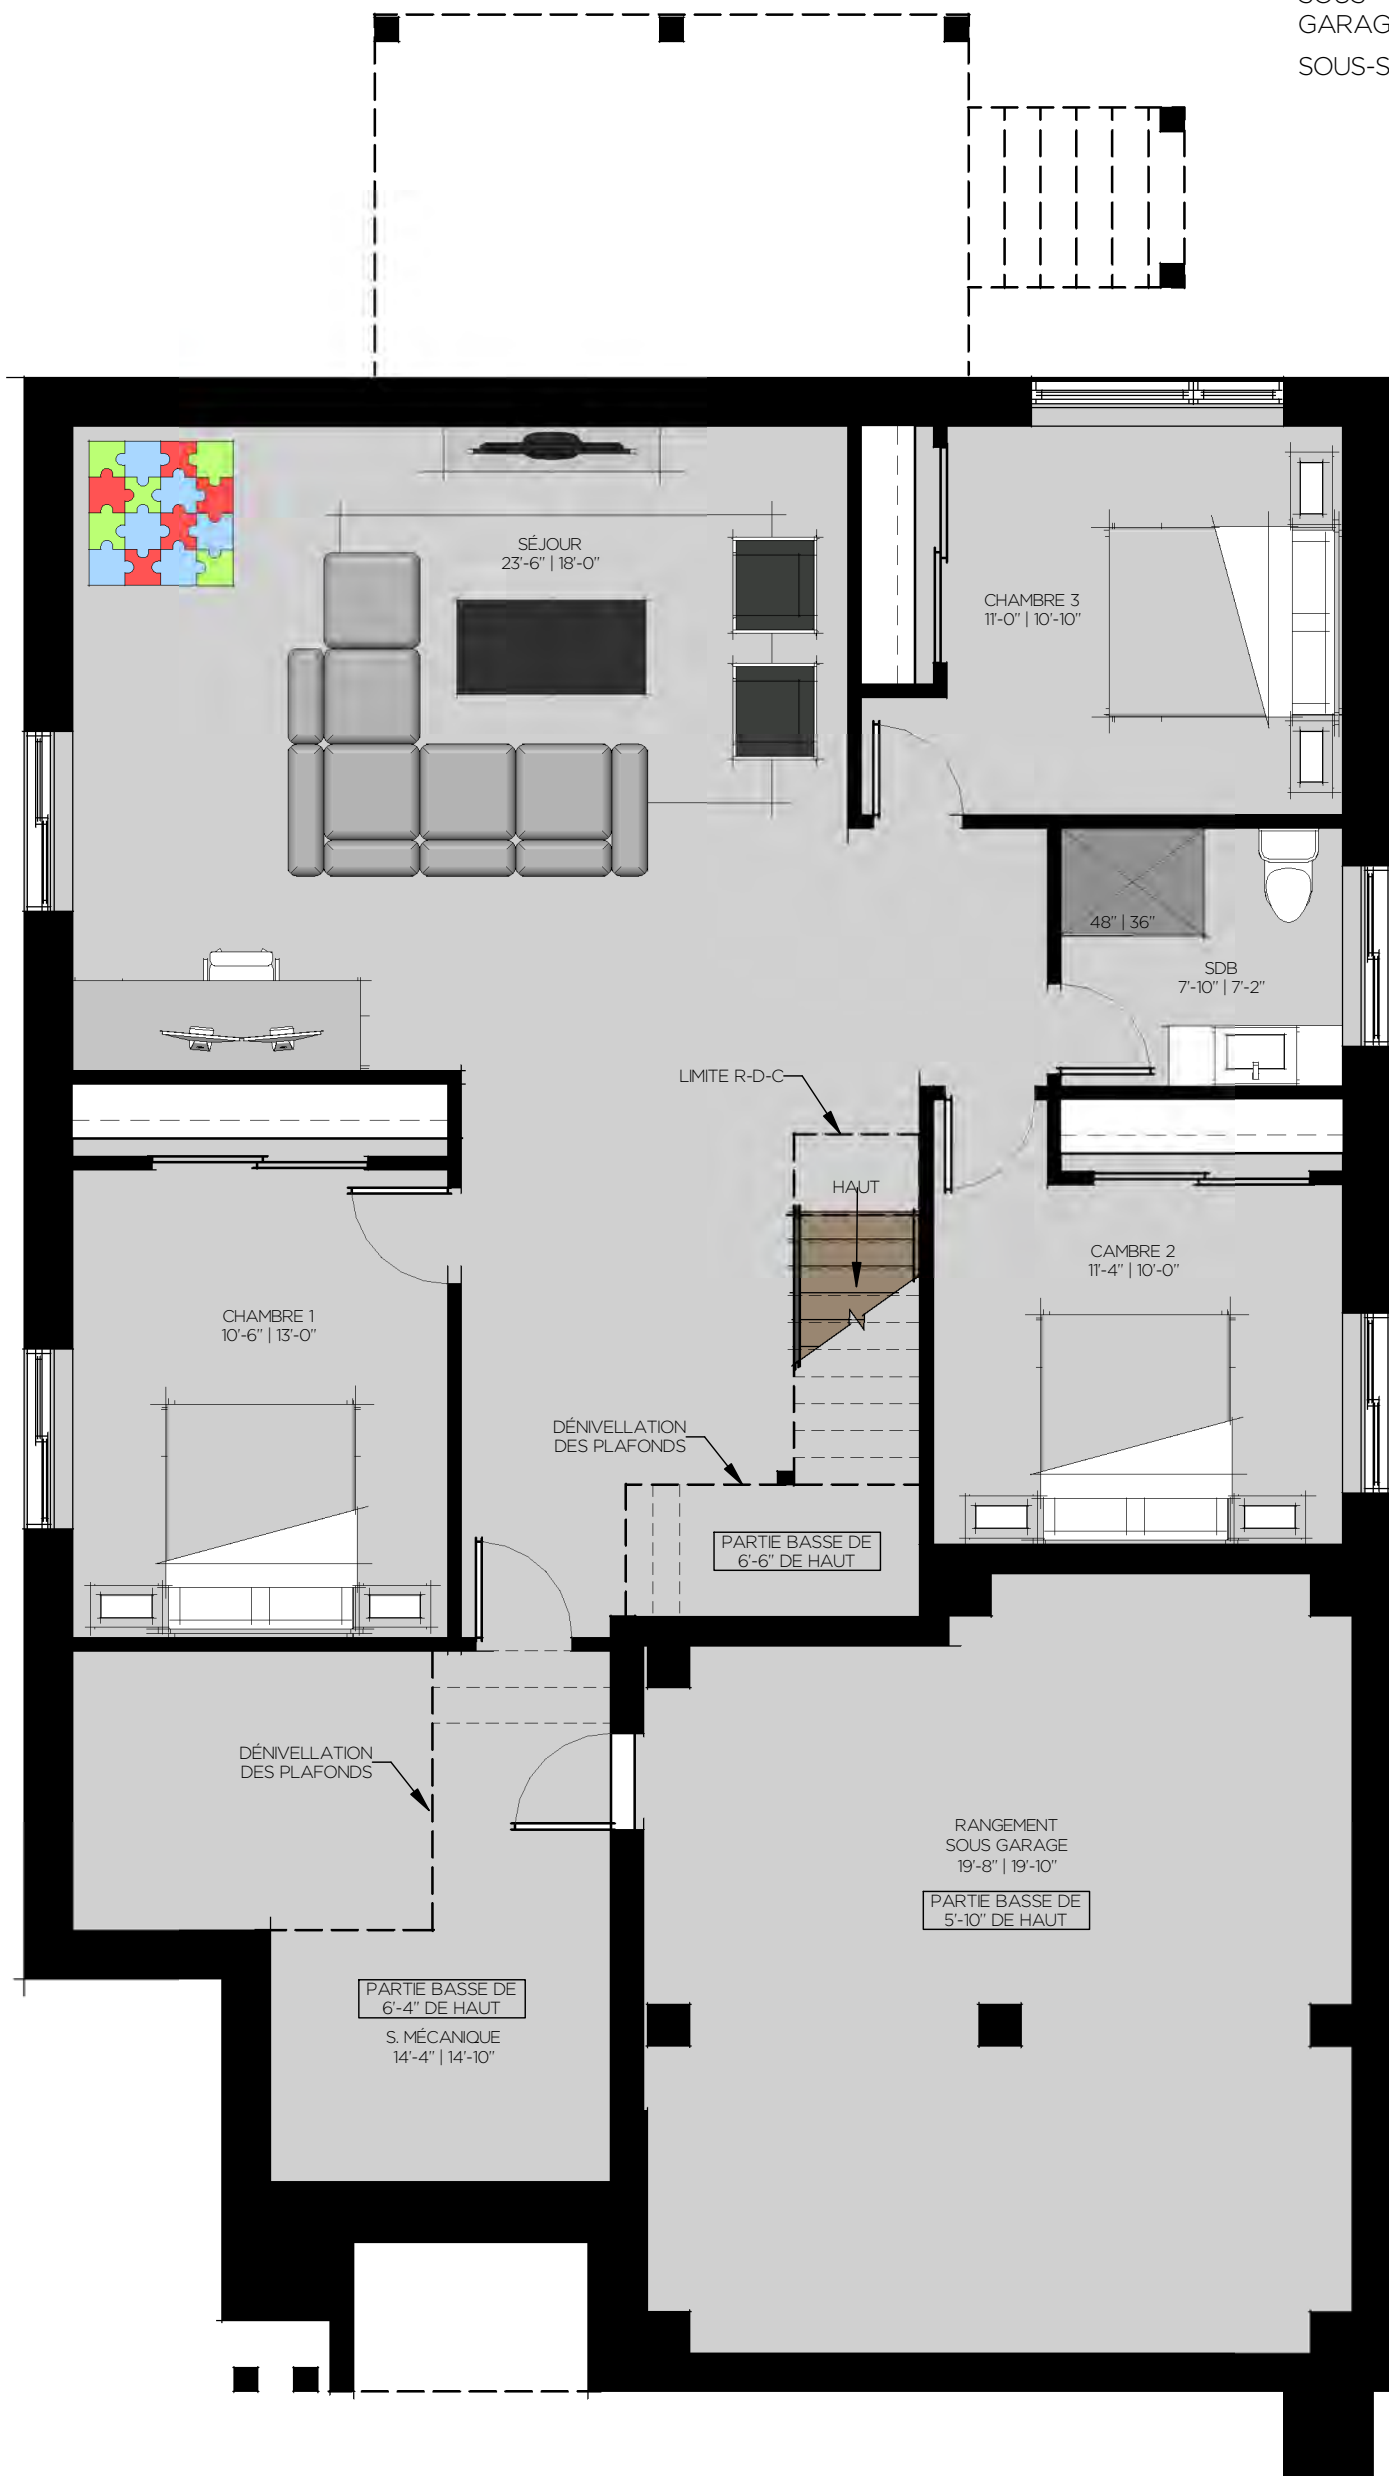 GARAG
SOUS-S
SÉJOUR
23'-6" | 18'-0"
CHAMBRE 3
11'-0" | 10'-10"
48" | 36"
SDB
7'-10" | 7'-2"
LIMITE R-D-C
HAUT
CAMBRE 2
11'-4" | 10'-0"
CHAMBRE 1
10'-6" | 13'-0"
DÉNIVELLATION
DES PLAFONDS
PARTIE BASSE DE
6'-6" DE HAUT
DÉNIVELLATION
DES PLAFONDS
RANGEMENT
SOUS GARAGE
19'-8" | 19'-10"
PARTIE BASSE DE
5'-10" DE HAUT
PARTIE BASSE DE
6'-4" DE HAUT
S. MÉCANIQUE
14'-4" | 14'-10"